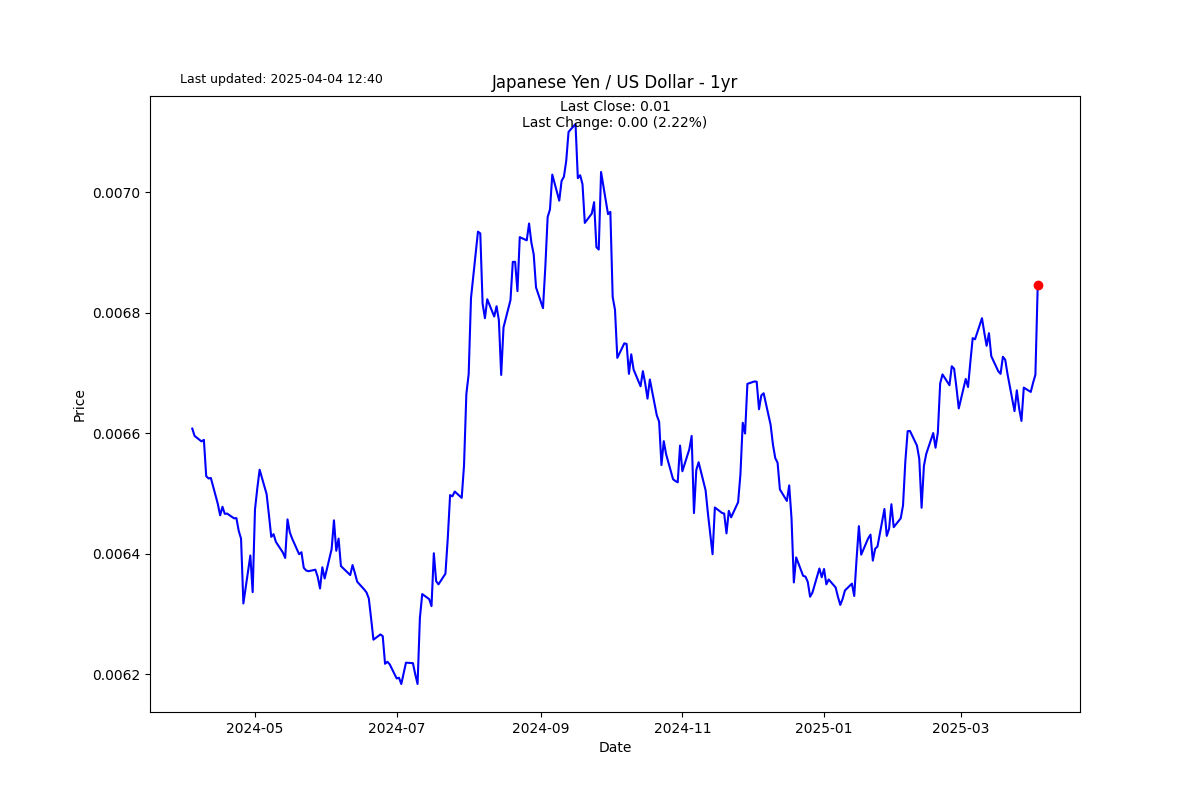 Last updated: 2025-04-04 12:40
Japanese Yen / US Dollar - 1yr
Last Close: 0.01
Last Change: 0.00 (2.22%)
Price
0.0070
0.0068
0.0066
0.0064
0.0062
2024-05 2024-07 2024-09 2024-11 2025-01 2025-03
Date